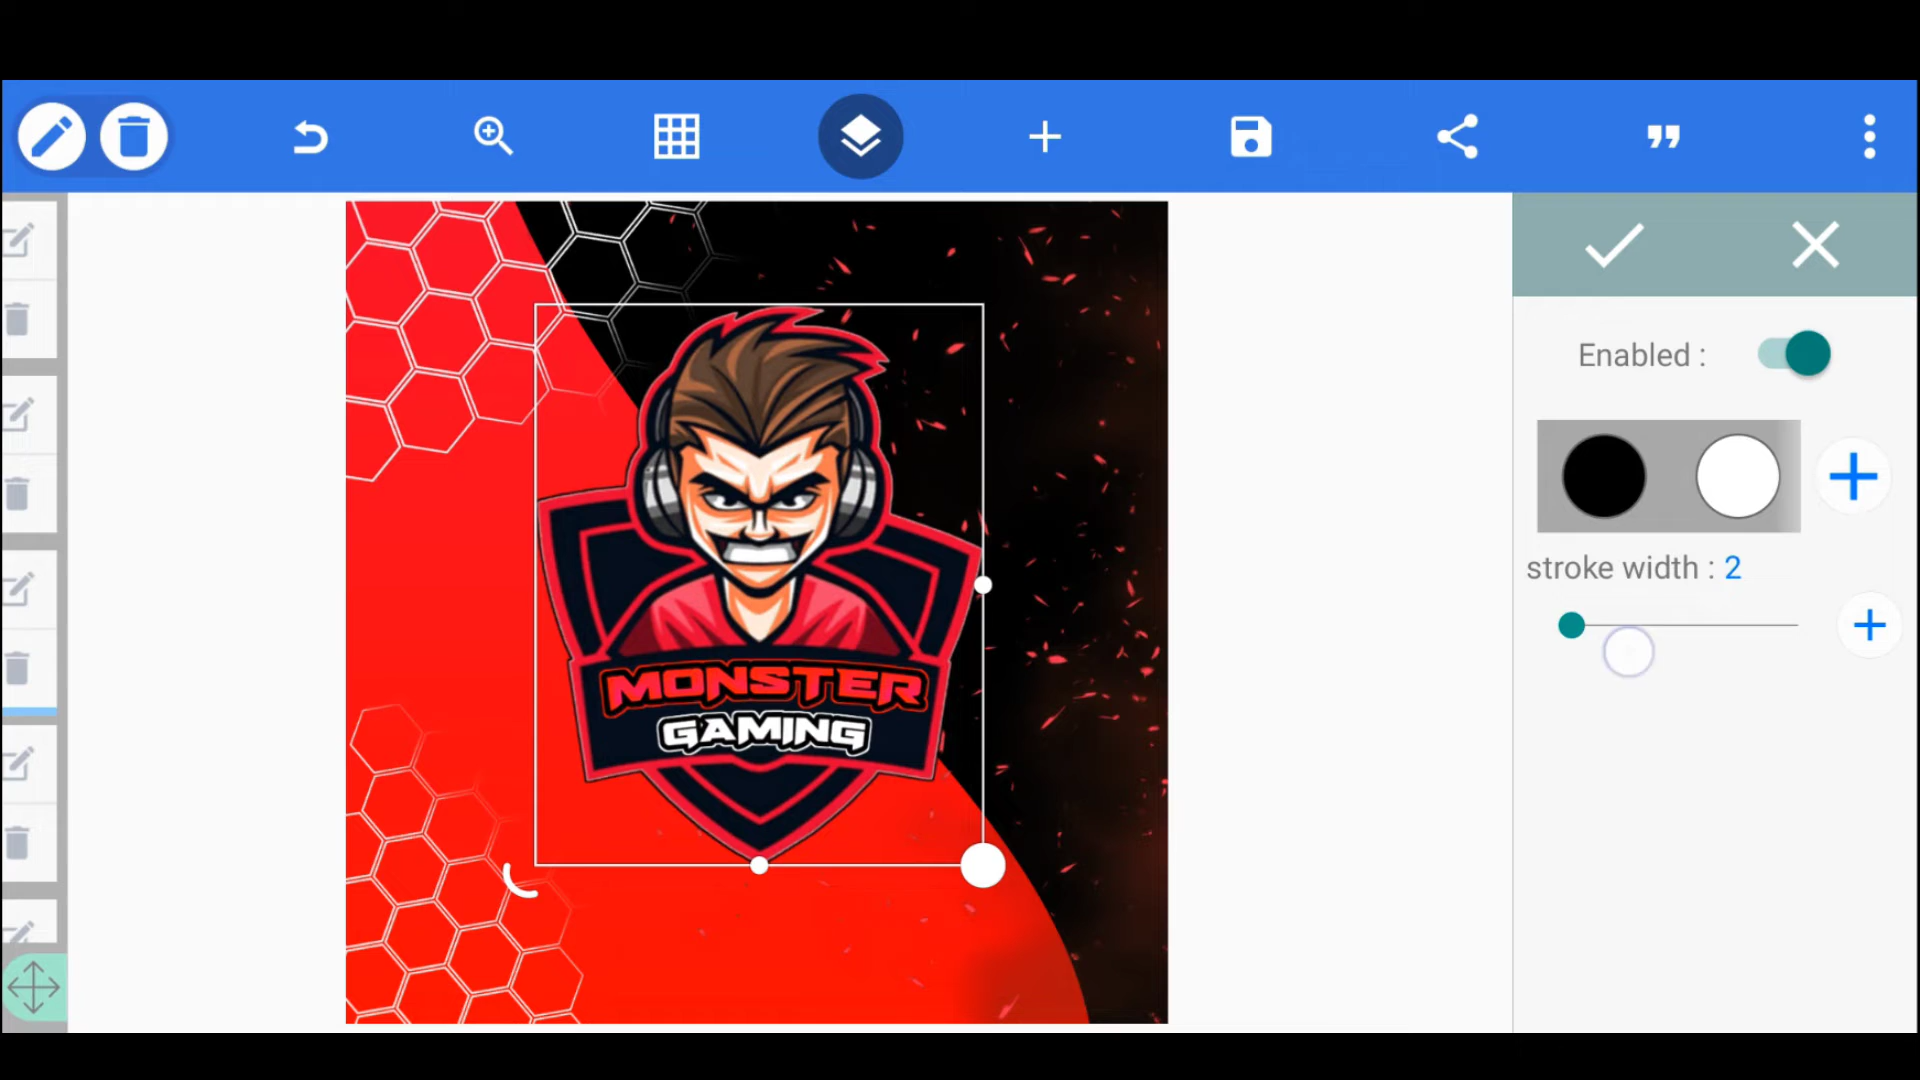 Enabled :
stroke width : 2
MONSTER
GAMING